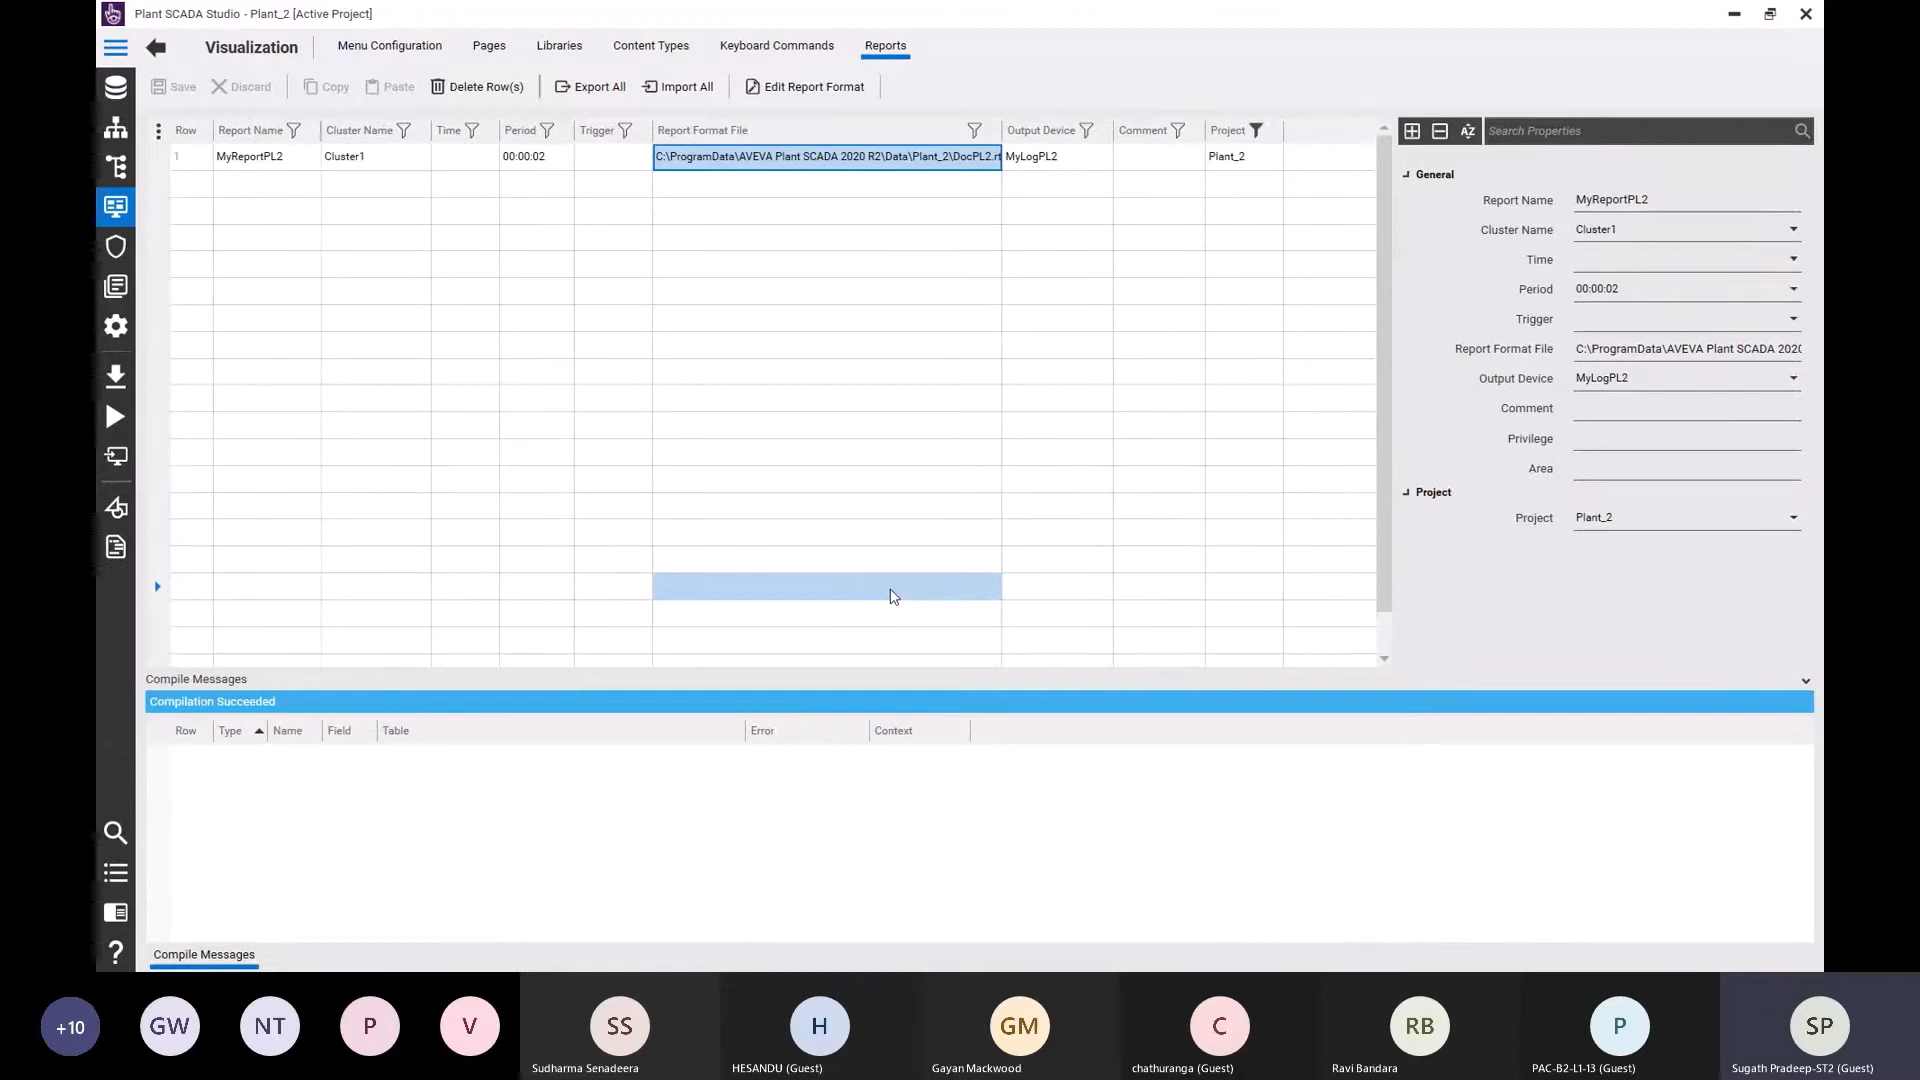 Plant SCADA Studio - Plant_2 [Active Project]
Visualization Menu Configuration Pages Libraries Content Types Keyboard Commands Reports
Save Discard Copy Paste Delete Row(s) Export All Import All Edit Report Format
Row Report Name Cluster Name Time Period Trigger Report Format File Output Device Comment Project
1 MyReportPL2 Cluster1 00:00:02 C:\ProgramData\AVEVA Plant SCADA 2020 R2\Data\Plant_2\DocPL2.rt MyLogPL2 Plant_2
AZ Search Properties
General
Report Name MyReportPL2
Cluster Name Cluster1
Time
Period 00:00:02
Trigger
Report Format File C:\ProgramData\AVEVA Plant SCADA 2020
Output Device MyLogPL2
Comment
Privilege
Area
Project
Project Plant_2
Compile Messages
Compilation Succeeded
Row Type Name Field Table Error Context
Compile Messages
+10 GW NT P V SS H GM C RB P SP
Sudharma Senadeera HESANDU (Guest) Gayan Mackwood chathuranga (Guest) Ravi Bandara PAC-B2-L1-13 (Guest) Sugath Pradeep-ST2 (Guest)